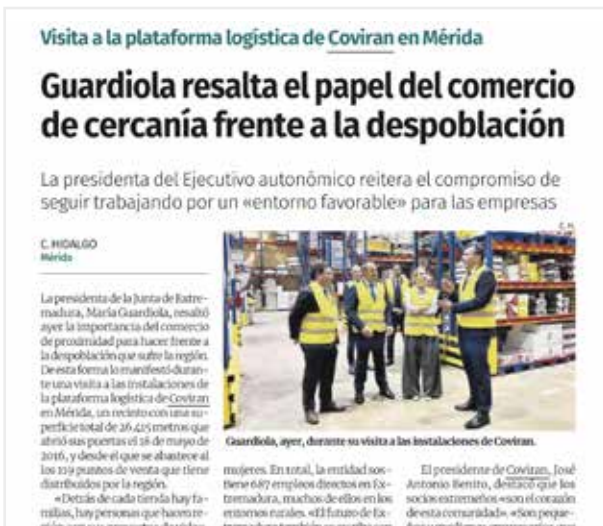 Visita a la plataforma logística de Coviran en Mérida
Guardiola resalta el papel del comercio
de cercanía frente a la despoblación
La presidenta del Ejecutivo autonómico reitera el compromiso de
seguir trabajando por un «entorno favorable» para las empresas
C. H.
C. HIDALGO
Mérida
La presidenta de la Junta de Extre-
madura, María Guardiola, resaltó
ayer la importancia del comercio
de proximidad para hacer frente a
la despoblación que sufre la región.
De esta forma lo manifestó duran-
te una visita a las instalaciones de
la plataforma logística de Coviran
en Mérida, un recinto con una su-
perficie total de 26.415 metros que
abrió sus puertas el 18 de mayo de
2016, y desde el que se abastece al
los 119 puntos de venta que tiene
distribuidos por la región.
«Detrás de cada tienda hay fa-
milias, hay personas que hacen re-
Guardiola, ayer, durante su visita a las instalaciones de Coviran.
mujeres. En total, la entidad sos-
tiene 687 empleos directos en Ex-
tremadura, muchos de ellos en los
entornos rurales. «El futuro de Ex-
El presidente de Coviran, José
Antonio Benito, destacó que los
socios extremeños «son el corazón
de esta comunidad». «Son peque-